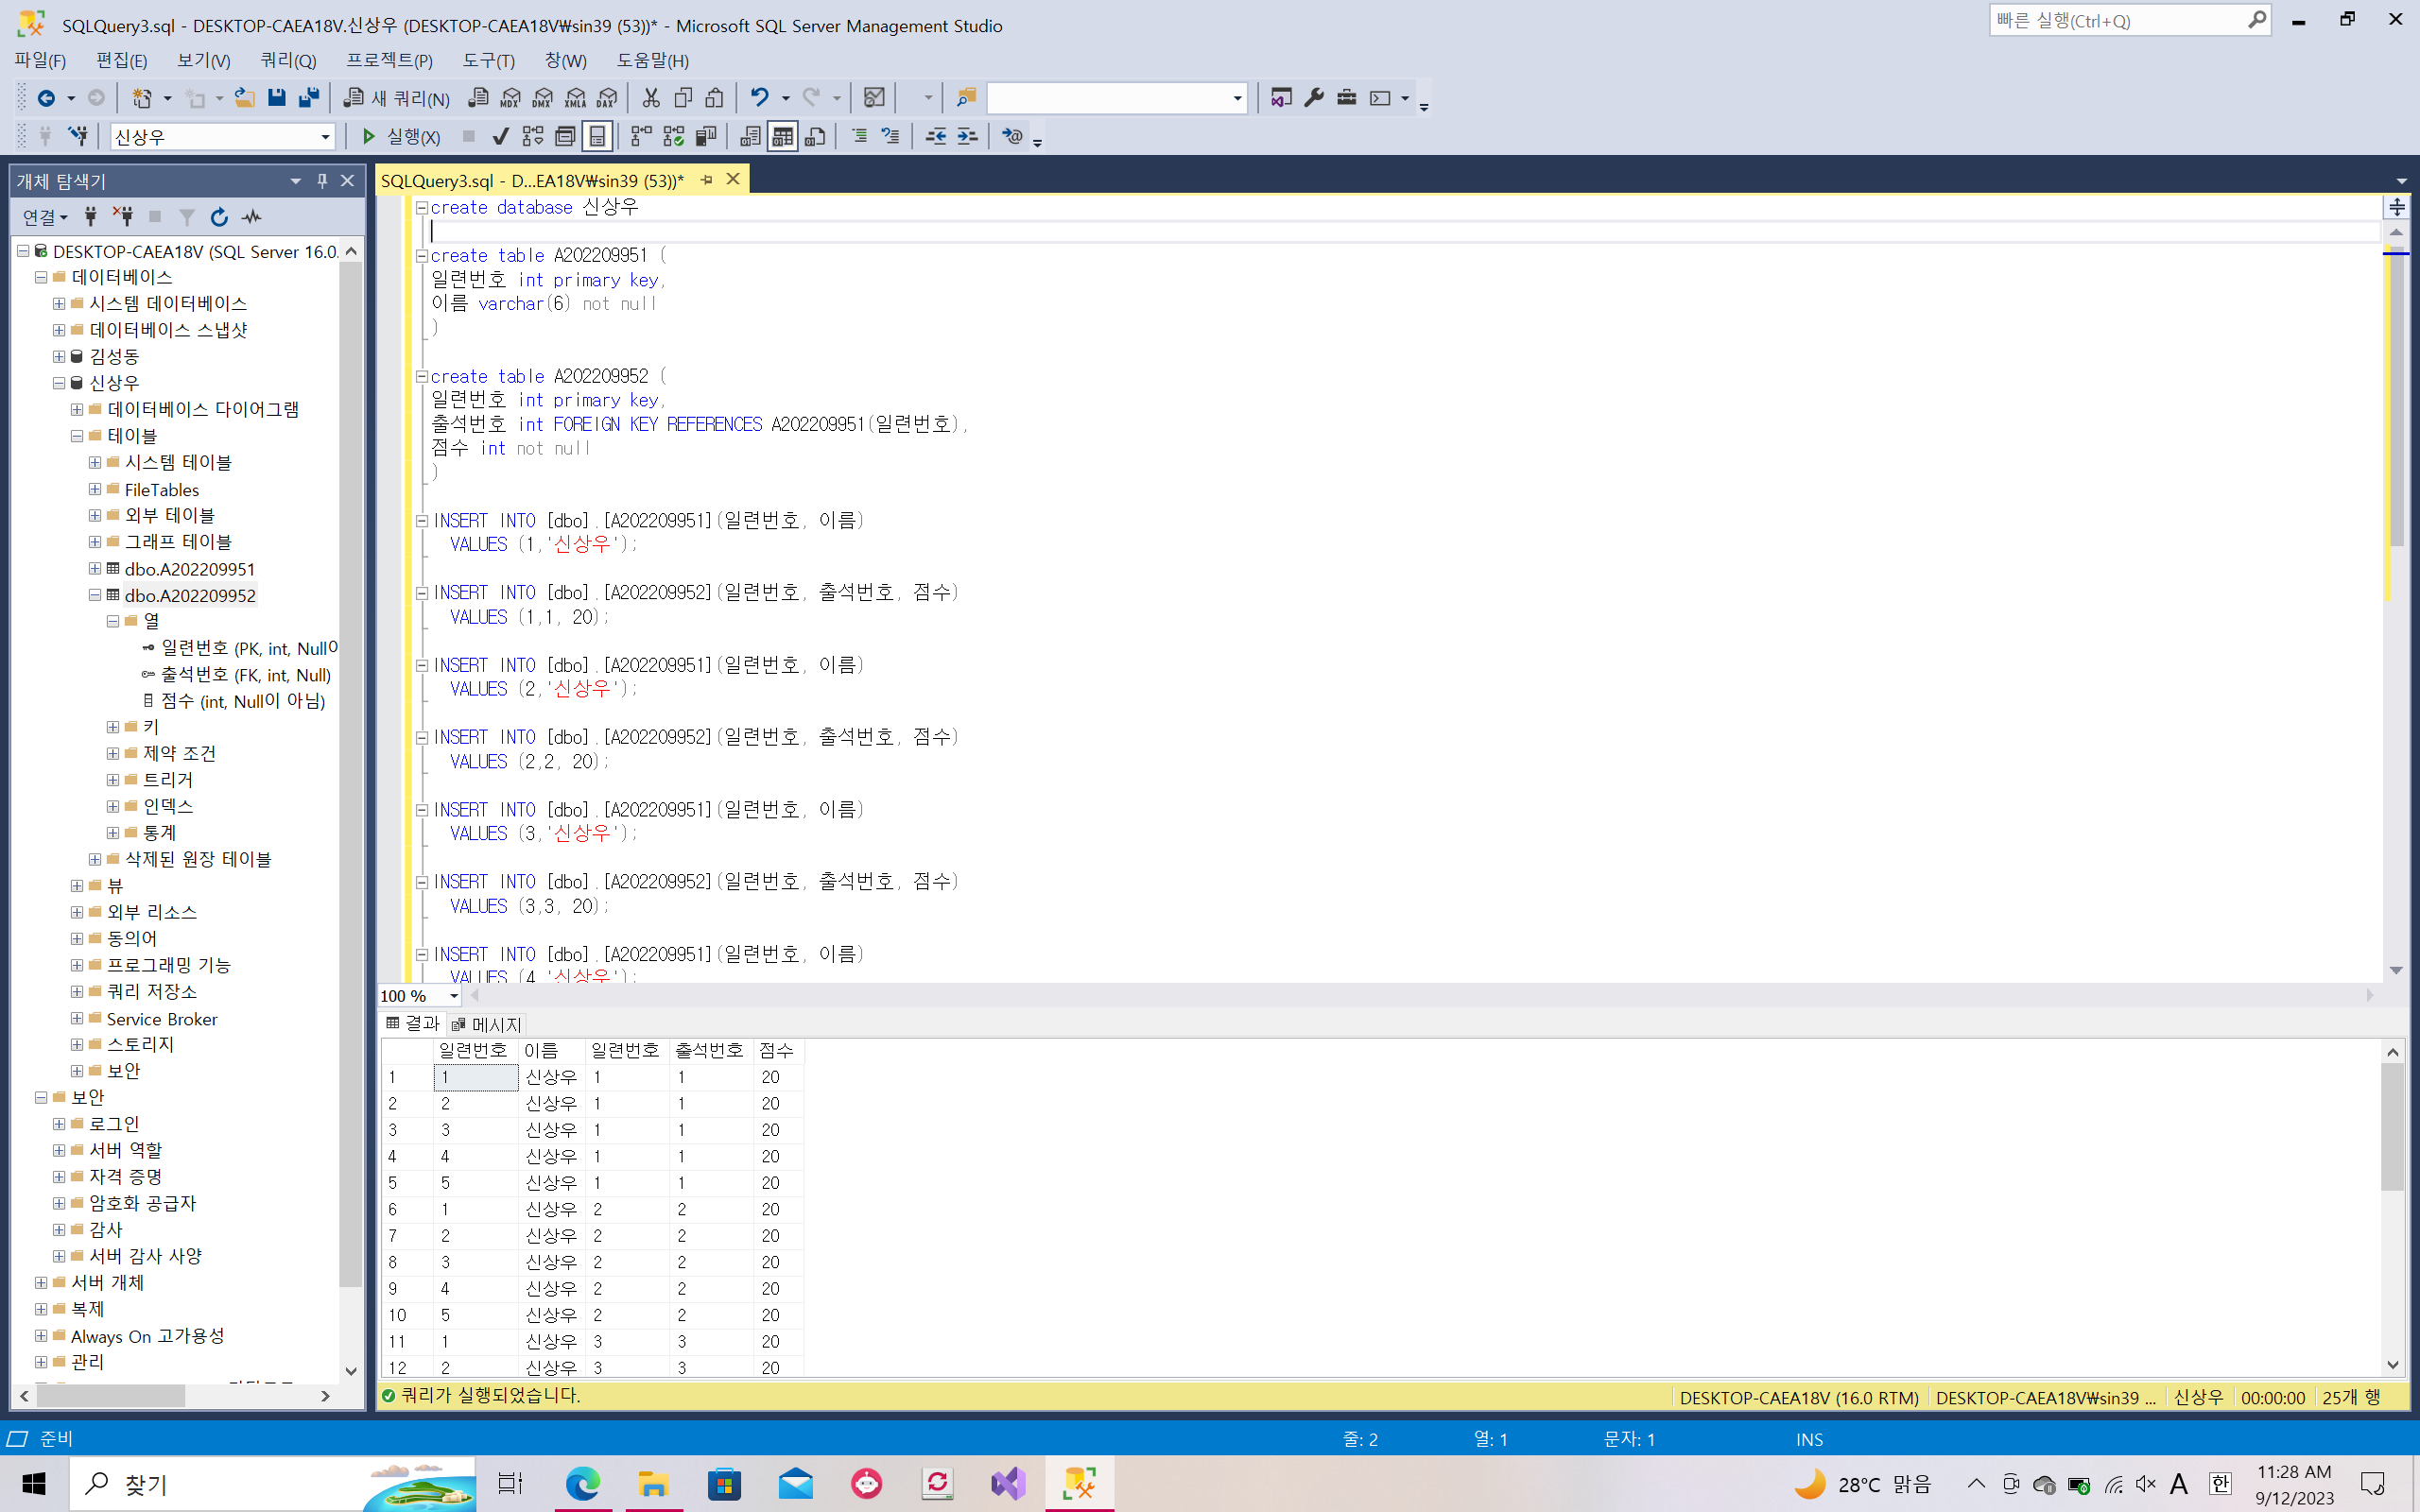 SQLQuery3.sql - DESKTOP-CAEA18V.신상우 (DESKTOP-CAEA18V₩sin39 (53))* - Microsoft SQL Server Management Studio
빠른 실행(Ctrl+Q)
파일(F) 편집(E) 보기(V) 쿼리(Q) 프로젝트(P) 도구(T) 창(W) 도움말(H)
새 쿼리(N) MDX DMX XMLA DAX
신상우 실행(X)
개체 탐색기
연결
DESKTOP-CAEA18V (SQL Server 16.0.
데이터베이스
시스템 데이터베이스
데이터베이스 스냅샷
김성동
신상우
데이터베이스 다이어그램
테이블
시스템 테이블
FileTables
외부 테이블
그래프 테이블
dbo.A202209951
dbo.A202209952
열
일련번호 (PK, int, Null이
출석번호 (FK, int, Null)
점수 (int, Null이 아님)
키
제약 조건
트리거
인덱스
통계
삭제된 원장 테이블
뷰
외부 리소스
동의어
프로그래밍 기능
쿼리 저장소
Service Broker
스토리지
보안
보안
로그인
서버 역할
자격 증명
암호화 공급자
감사
서버 감사 사양
서버 개체
복제
Always On 고가용성
관리
SQLQuery3.sql - D...EA18V₩sin39 (53))*
create database 신상우
create table A202209951 (
일련번호 int primary key,
이름 varchar(6) not null
)
create table A202209952 (
일련번호 int primary key,
출석번호 int FOREIGN KEY REFERENCES A202209951(일련번호),
점수 int not null
)
INSERT INTO [dbo].[A202209951](일련번호, 이름)
VALUES (1,'신상우');
INSERT INTO [dbo].[A202209952](일련번호, 출석번호, 점수)
VALUES (1,1, 20);
INSERT INTO [dbo].[A202209951](일련번호, 이름)
VALUES (2,'신상우');
INSERT INTO [dbo].[A202209952](일련번호, 출석번호, 점수)
VALUES (2,2, 20);
INSERT INTO [dbo].[A202209951](일련번호, 이름)
VALUES (3,'신상우');
INSERT INTO [dbo].[A202209952](일련번호, 출석번호, 점수)
VALUES (3,3, 20);
INSERT INTO [dbo].[A202209951](일련번호, 이름)
VALUES (4,'신상우');
100 %
결과 메시지
일련번호 이름 일련번호 출석번호 점수
1 1 신상우 1 1 20
2 2 신상우 1 1 20
3 3 신상우 1 1 20
4 4 신상우 1 1 20
5 5 신상우 1 1 20
6 1 신상우 2 2 20
7 2 신상우 2 2 20
8 3 신상우 2 2 20
9 4 신상우 2 2 20
10 5 신상우 2 2 20
11 1 신상우 3 3 20
12 2 신상우 3 3 20
쿼리가 실행되었습니다. DESKTOP-CAEA18V (16.0 RTM) DESKTOP-CAEA18V₩sin39 ... 신상우 00:00:00 25개 행
준비 줄: 2 열: 1 문자: 1 INS
찾기 28°C 맑음 A 한 11:28 AM
9/12/2023